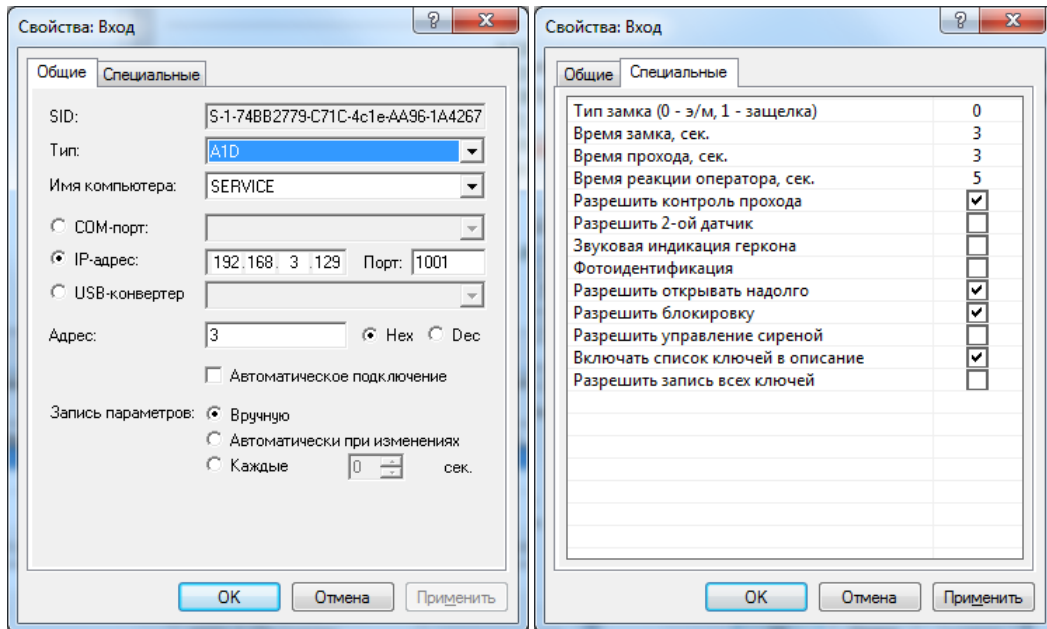 Свойства: Вход
Общие Специальные
SID: S-1-74BB2779-C71C-4c1e-AA96-1A4267
Тип: A1D
Имя компьютера: SERVICE
COM-порт:
IP-адрес: 192.168. 3 .129 Порт: 1001
USB-конвертер
Адрес: 3 Hex Dec
Автоматическое подключение
Запись параметров: Вручную
Автоматически при изменениях
Каждые 0 сек.
OK Отмена Применить
Свойства: Вход
Общие Специальные
Тип замка (0 - э/м, 1 - защелка) 0
Время замка, сек. 3
Время прохода, сек. 3
Время реакции оператора, сек. 5
Разрешить контроль прохода
Разрешить 2-ой датчик
Звуковая индикация геркона
Фотоидентификация
Разрешить открывать надолго
Разрешить блокировку
Разрешить управление сиреной
Включать список ключей в описание
Разрешить запись всех ключей
OK Отмена Применить